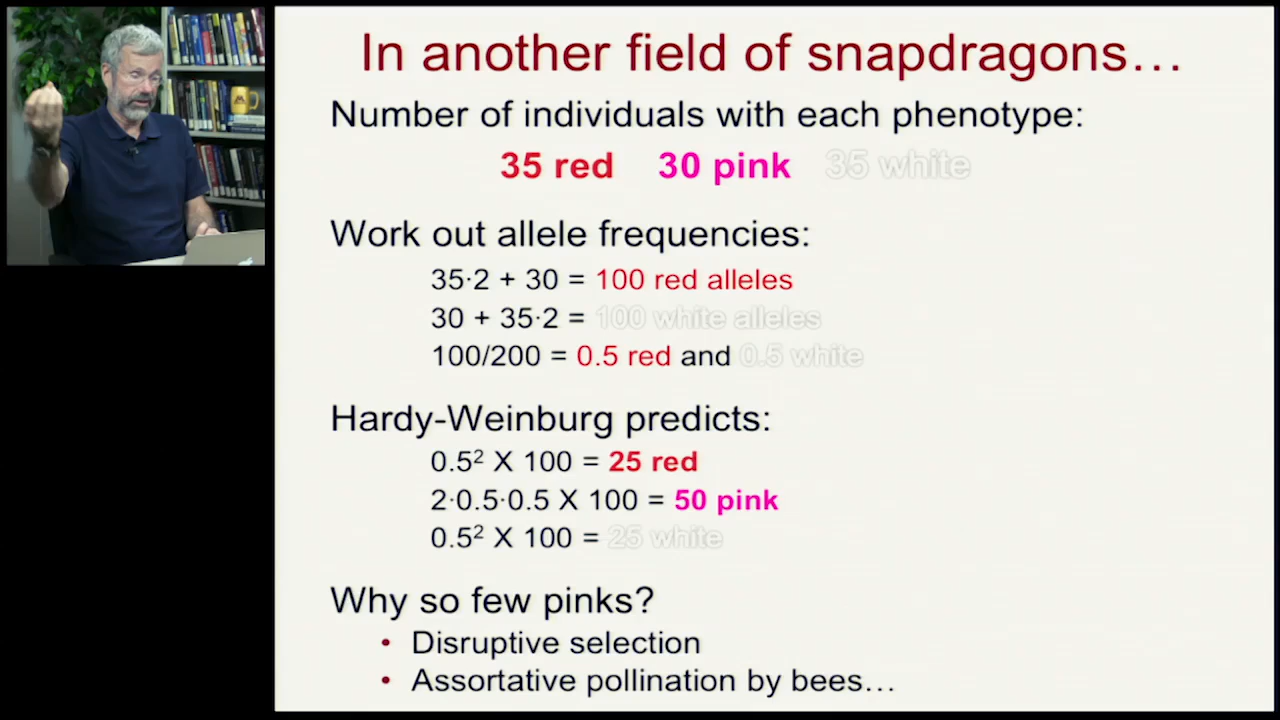 In another field of snapdragons…
Number of individuals with each phenotype:
35 red 30 pink 35 white
Work out allele frequencies:
35·2 + 30 = 100 red alleles
30 + 35·2 = 100 white alleles
100/200 = 0.5 red and 0.5 white
Hardy-Weinburg predicts:
0.5² X 100 = 25 red
2·0.5·0.5 X 100 = 50 pink
0.5² X 100 = 25 white
Why so few pinks?
• Disruptive selection
• Assortative pollination by bees…